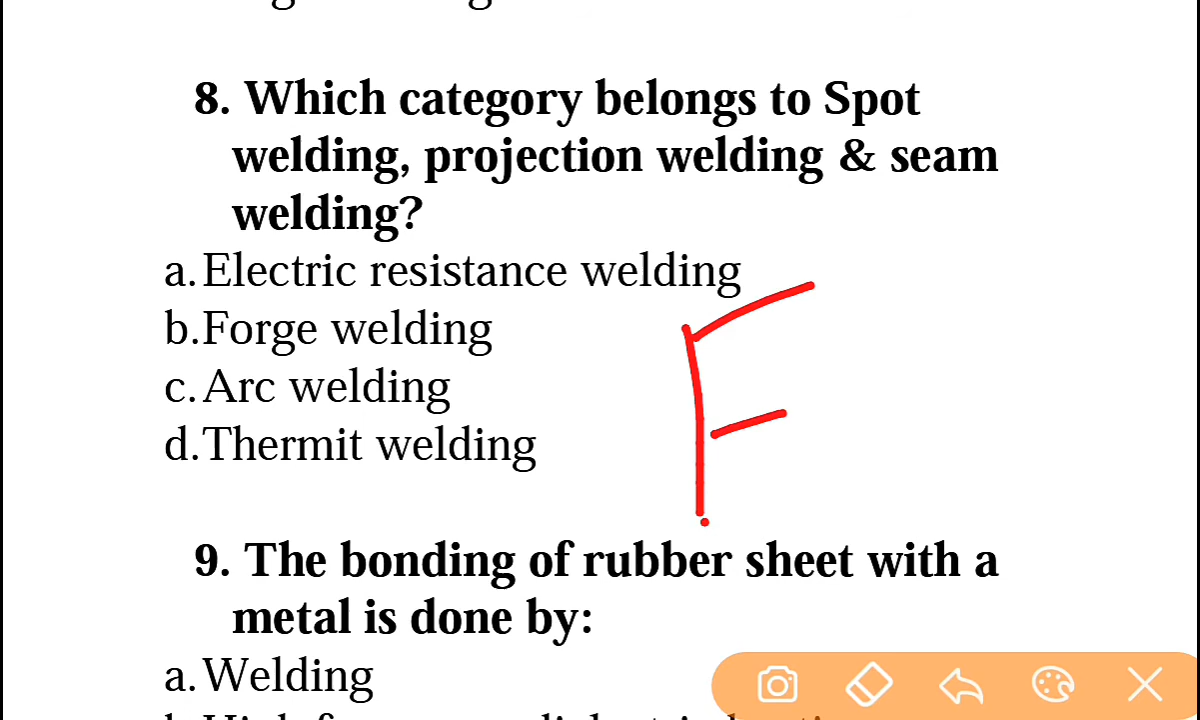 8. Which category belongs to Spot
welding, projection welding & seam
welding?
a. Electric resistance welding
b. Forge welding
c. Arc welding
d. Thermit welding
F
9. The bonding of rubber sheet with a
metal is done by:
a. Welding